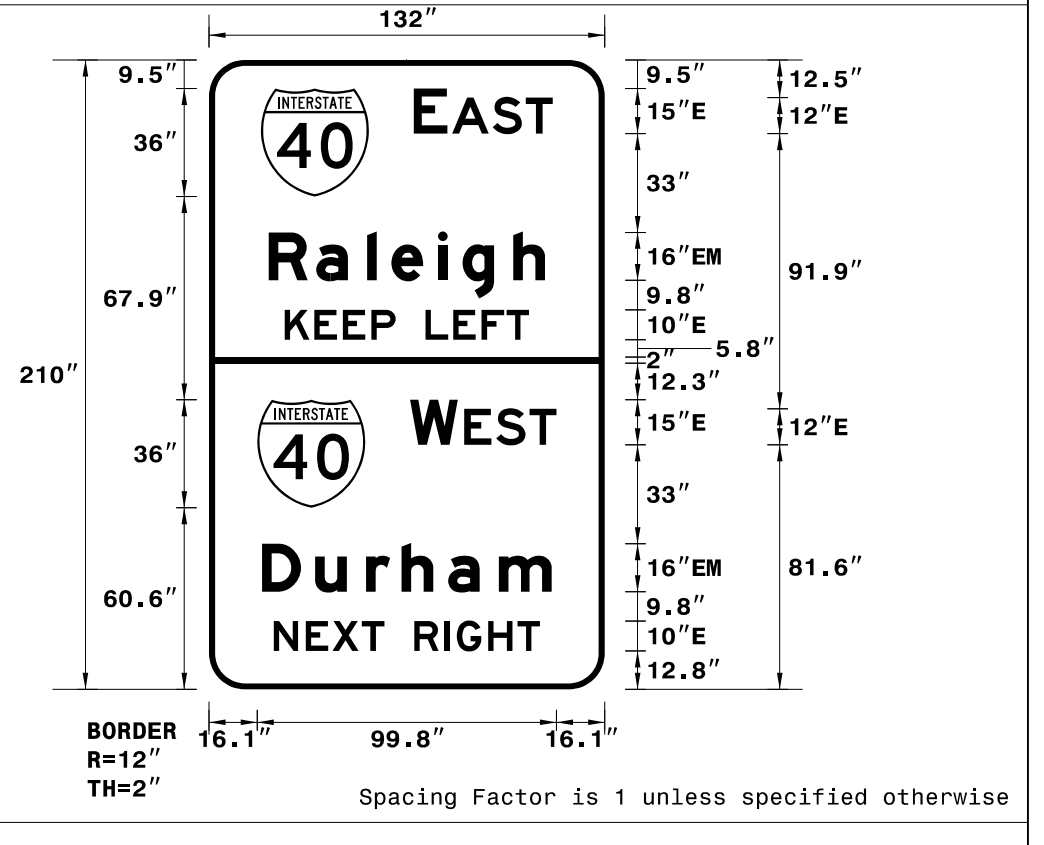 132″
9.5″
36″
67.9″
210″
36″
60.6″
INTERSTATE
40
EAST
Raleigh
KEEP LEFT
INTERSTATE
40
WEST
Durham
NEXT RIGHT
9.5″
15″E
33″
16″EM
9.8″
10″E
5.8″
2″
12.3″
15″E
33″
16″EM
9.8″
10″E
12.8″
12.5″
12″E
91.9″
12″E
81.6″
16.1″ 99.8″ 16.1″
BORDER
R=12″
TH=2″
Spacing Factor is 1 unless specified otherwise